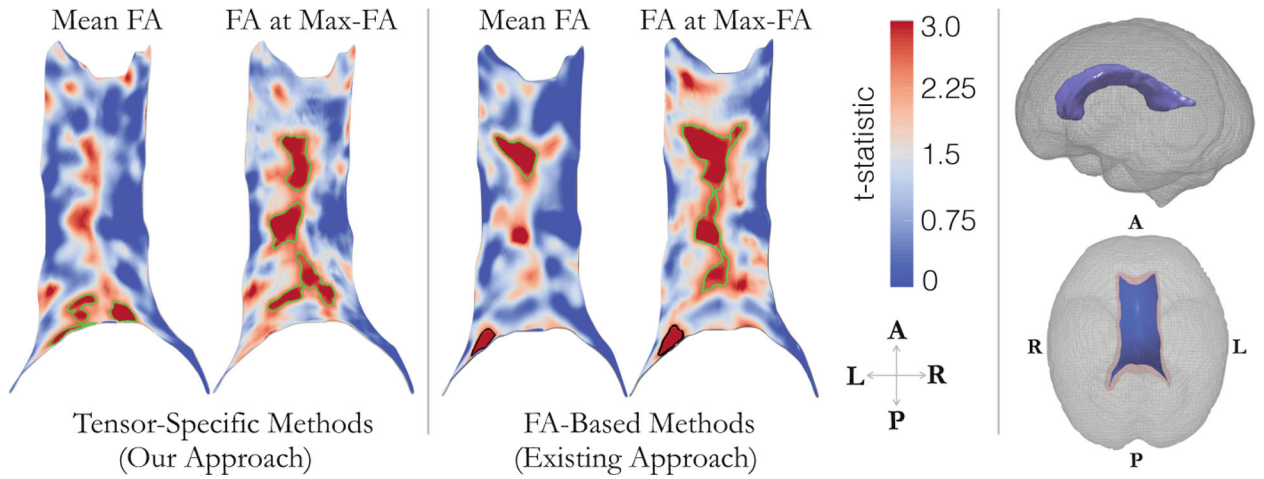 Mean FA
FA at Max-FA
Mean FA
FA at Max-FA
Tensor-Specific Methods
(Our Approach)
FA-Based Methods
(Existing Approach)
t-statistic
3.0
2.25
1.5
0.75
0
A
L
R
P
A
R
L
P